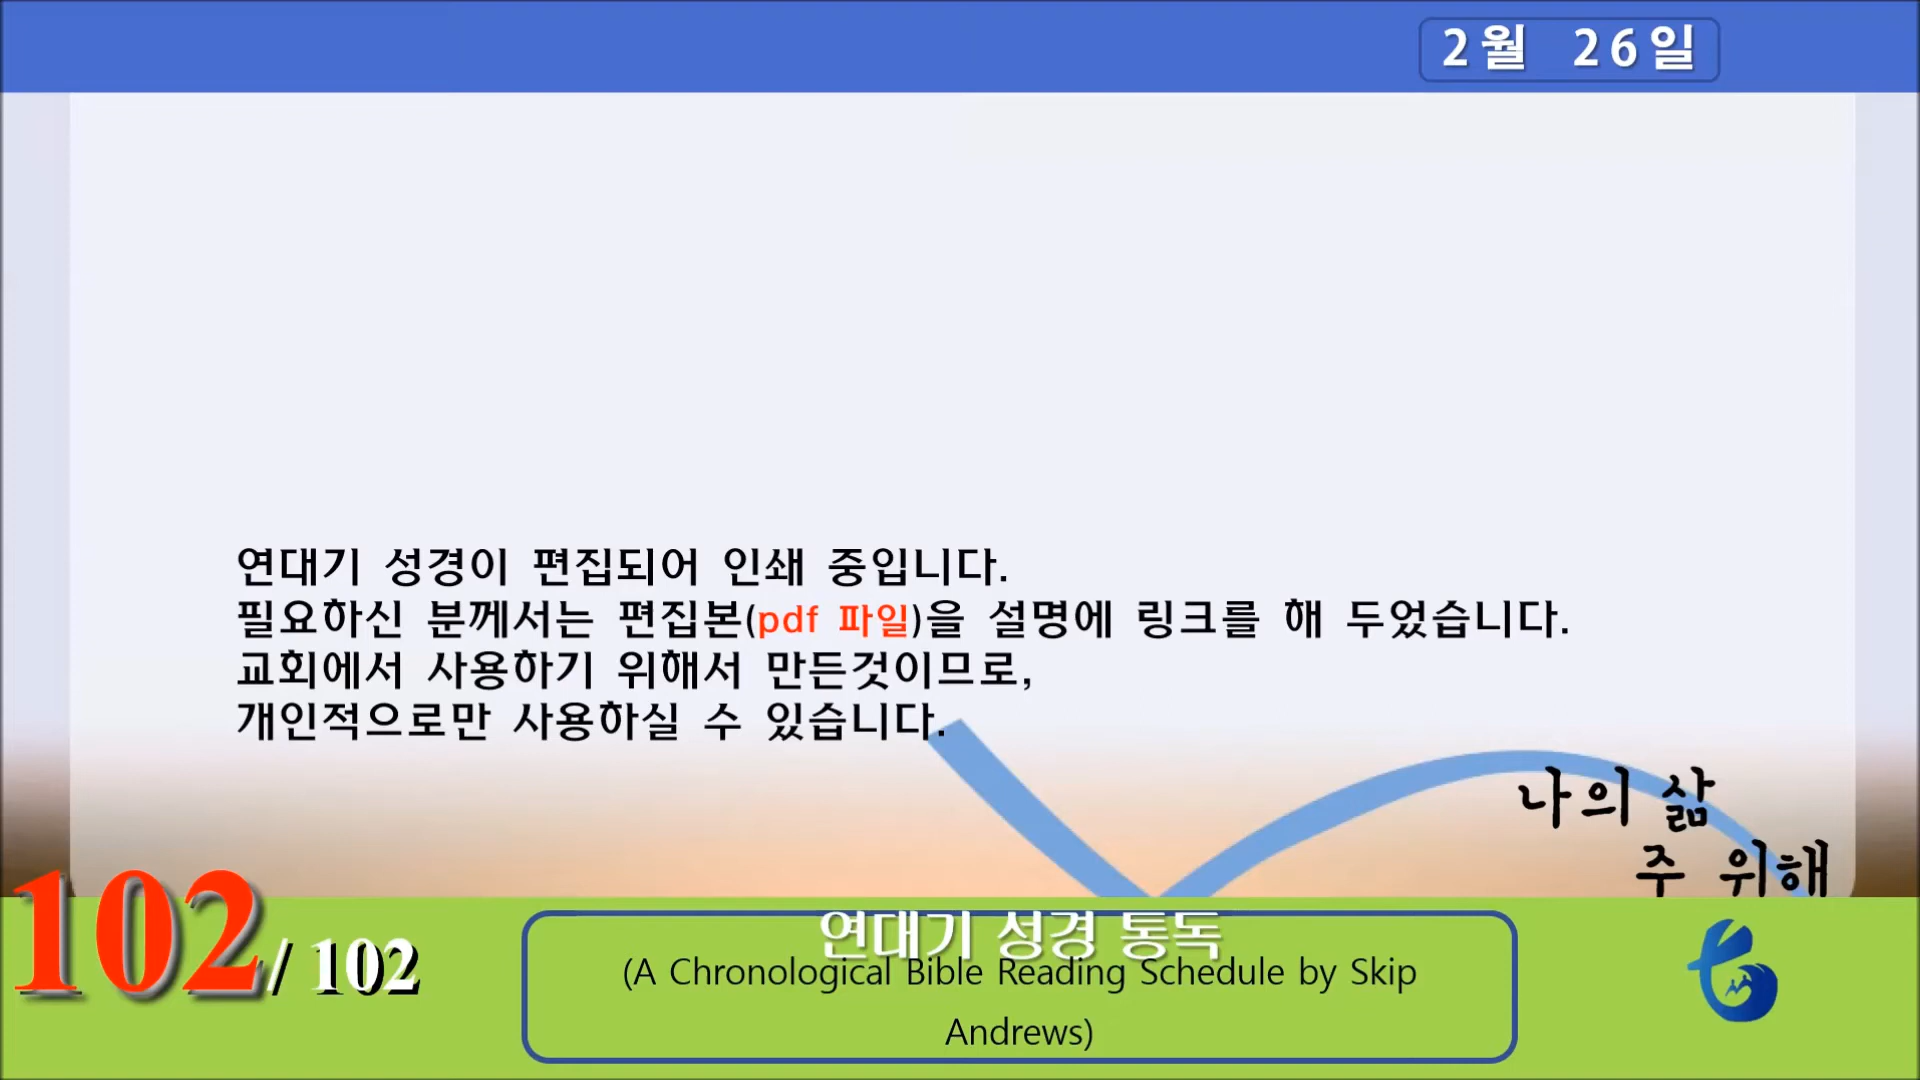 2월 26일
연대기 성경이 편집되어 인쇄 중입니다.
필요하신 분께서는 편집본(pdf 파일)을 설명에 링크를 해 두었습니다.
교회에서 사용하기 위해서 만든것이므로,
개인적으로만 사용하실 수 있습니다.
나의 삶
주 위해
102/ 102
연대기 성경 통독
(A Chronological Bible Reading Schedule by Skip
Andrews)